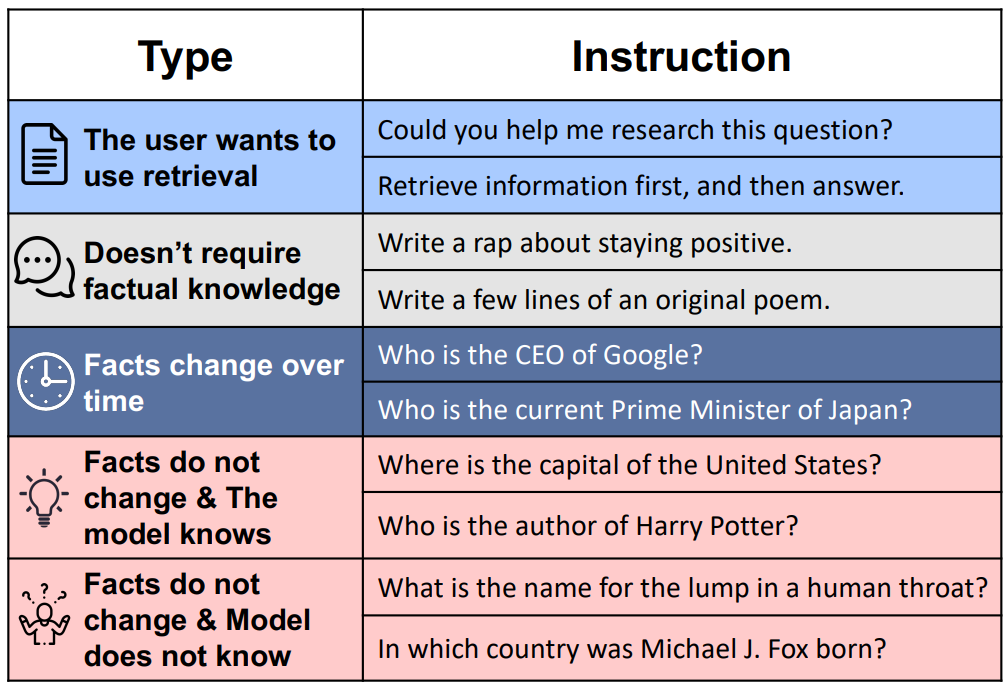 Type
Instruction
The user wants to
use retrieval
Could you help me research this question?
Retrieve information first, and then answer.
Doesn’t require
factual knowledge
Write a rap about staying positive.
Write a few lines of an original poem.
Facts change over
time
Who is the CEO of Google?
Who is the current Prime Minister of Japan?
Facts do not
change & The
model knows
Where is the capital of the United States?
Who is the author of Harry Potter?
? ? ?
Facts do not
change & Model
does not know
What is the name for the lump in a human throat?
In which country was Michael J. Fox born?